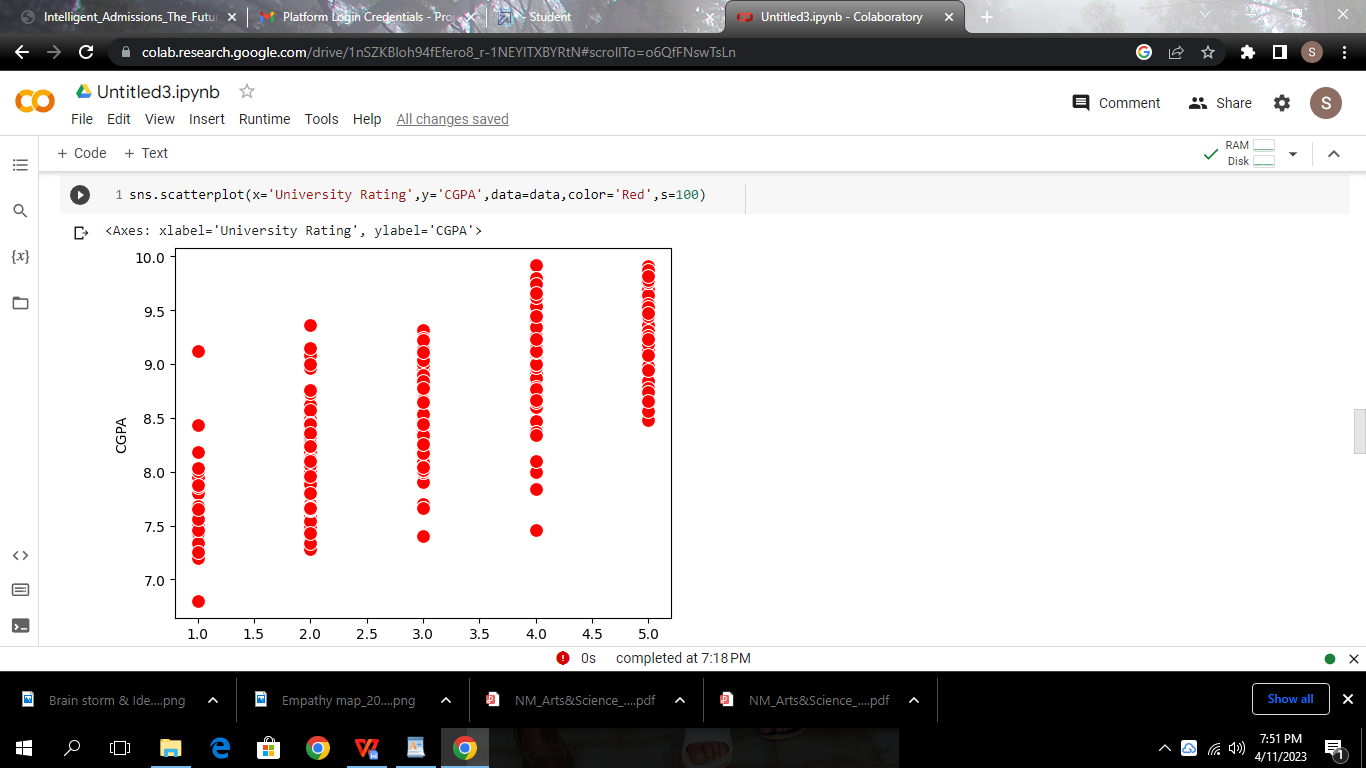 Intelligent_Admissions_The_Futu
Platform Login Credentials - Pro
- Student
Untitled3.ipynb - Colaboratory
colab.research.google.com/drive/1nSZKBloh94fEfero8_r-1NEYlTXBYRtN#scrollTo=o6QfFNswTsLn
S
Untitled3.ipynb
File Edit View Insert Runtime Tools Help All changes saved
Comment Share S
+ Code + Text
RAM
Disk
1 sns.scatterplot(x='University Rating',y='CGPA',data=data,color='Red',s=100)
{x}
<Axes: xlabel='University Rating', ylabel='CGPA'>
10.0
9.5
9.0
8.5
8.0
7.5
7.0
CGPA
1.0 1.5 2.0 2.5 3.0 3.5 4.0 4.5 5.0
0s completed at 7:18 PM
Brain storm & Ide....png
Empathy map_20....png
NM_Arts&Science_....pdf
NM_Arts&Science_....pdf
Show all
7:51 PM
4/11/2023
1